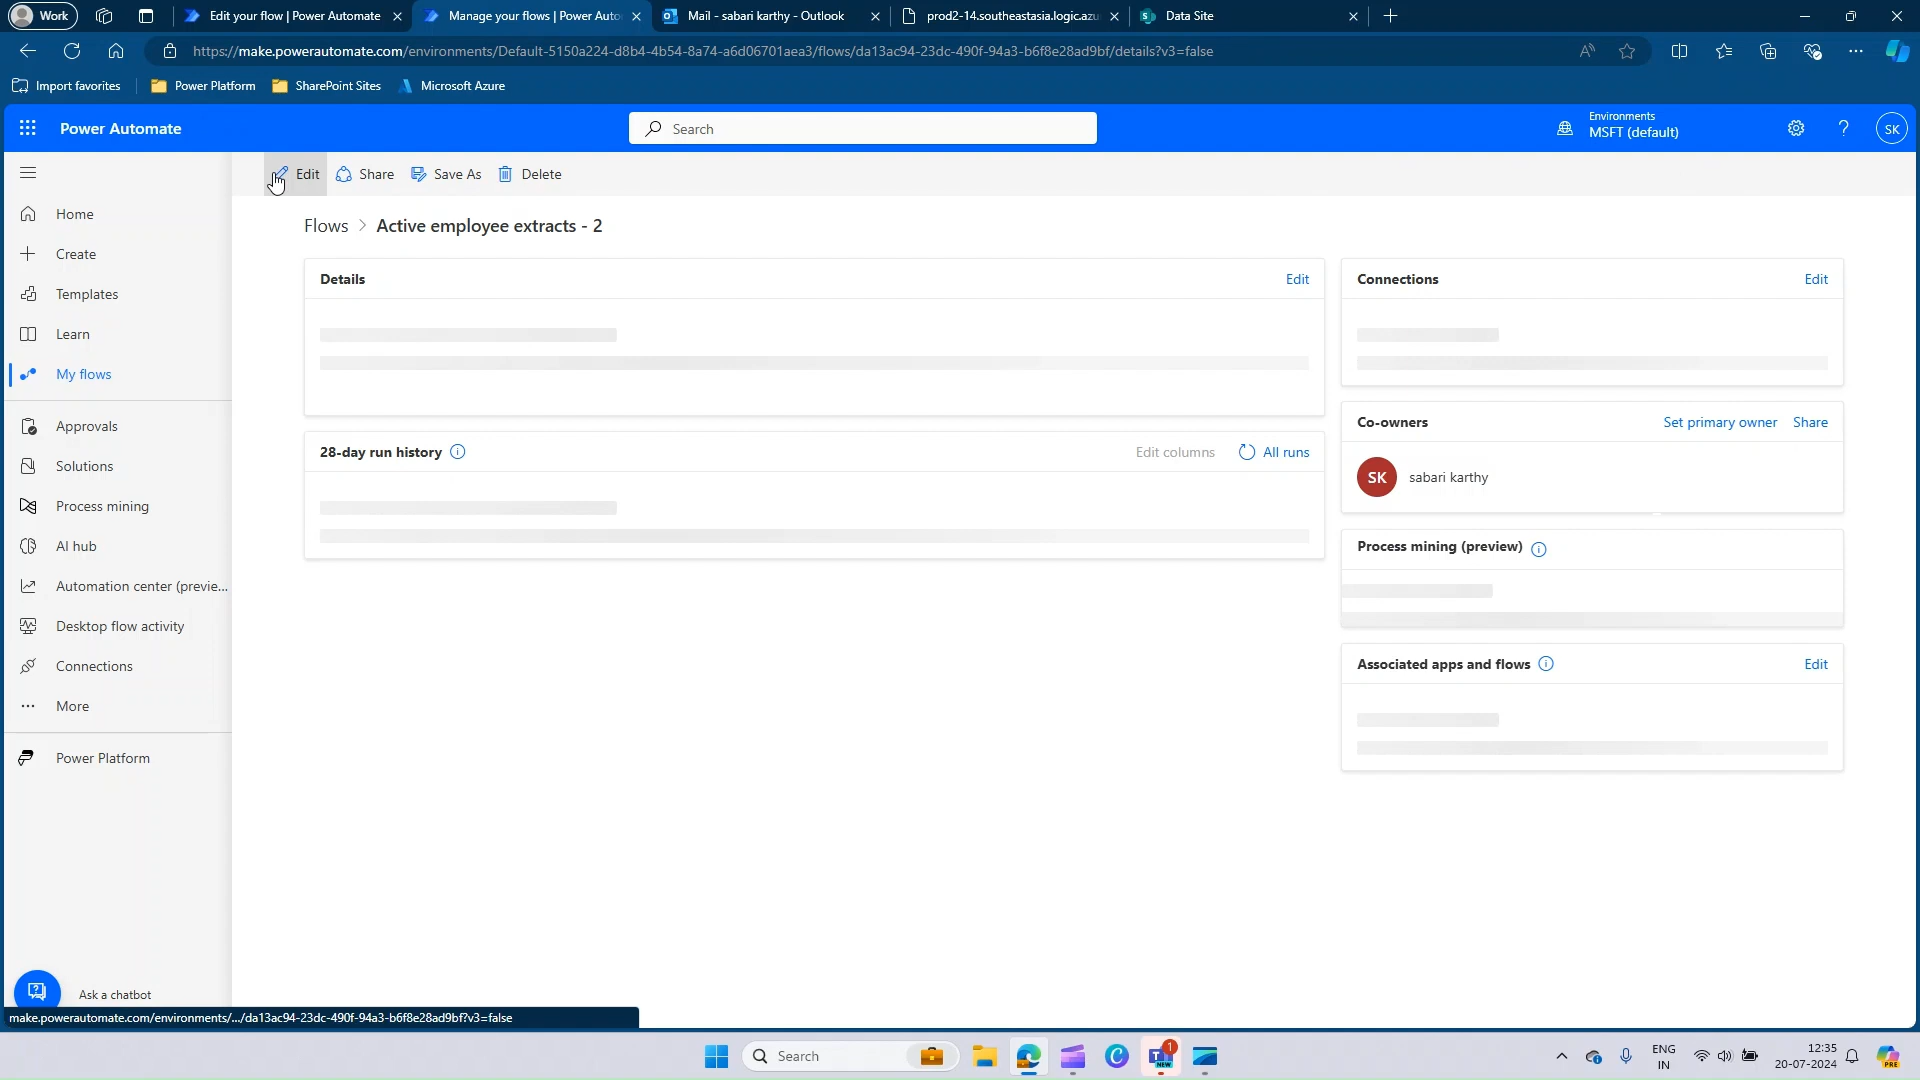 Work
Edit your flow | Power Automate
Manage your flows | Power Auto
Mail - sabari karthy - Outlook
prod2-14.southeastasia.logic.azu
Data Site
https://make.powerautomate.com/environments/Default-5150a224-d8b4-4b54-8a74-a6d06701aea3/flows/da13ac94-23dc-490f-94a3-b6f8e28ad9bf/details?v3=false
Import favorites
Power Platform
SharePoint Sites
Microsoft Azure
Power Automate
Search
Environments
MSFT (default)
?
SK
Edit
Share
Save As
Delete
Home
Create
Templates
Learn
My flows
Approvals
Solutions
Process mining
AI hub
Automation center (previe...
Desktop flow activity
Connections
More
Power Platform
Ask a chatbot
Flows > Active employee extracts - 2
Details
Edit
28-day run history
Edit columns
All runs
Connections
Edit
Co-owners
Set primary owner
Share
SK
sabari karthy
Process mining (preview)
Associated apps and flows
Edit
make.powerautomate.com/environments/.../da13ac94-23dc-490f-94a3-b6f8e28ad9bf?v3=false
Search
1
NEW
ENG
IN
12:35
20-07-2024
PRE